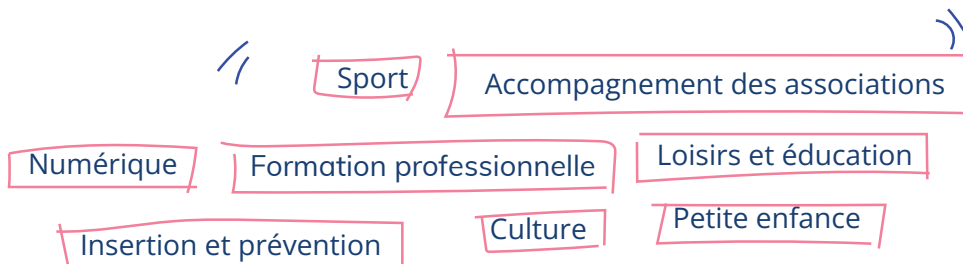 Sport
Accompagnement des associations
Numérique
Formation professionnelle
Loisirs et éducation
Insertion et prévention
Culture
Petite enfance